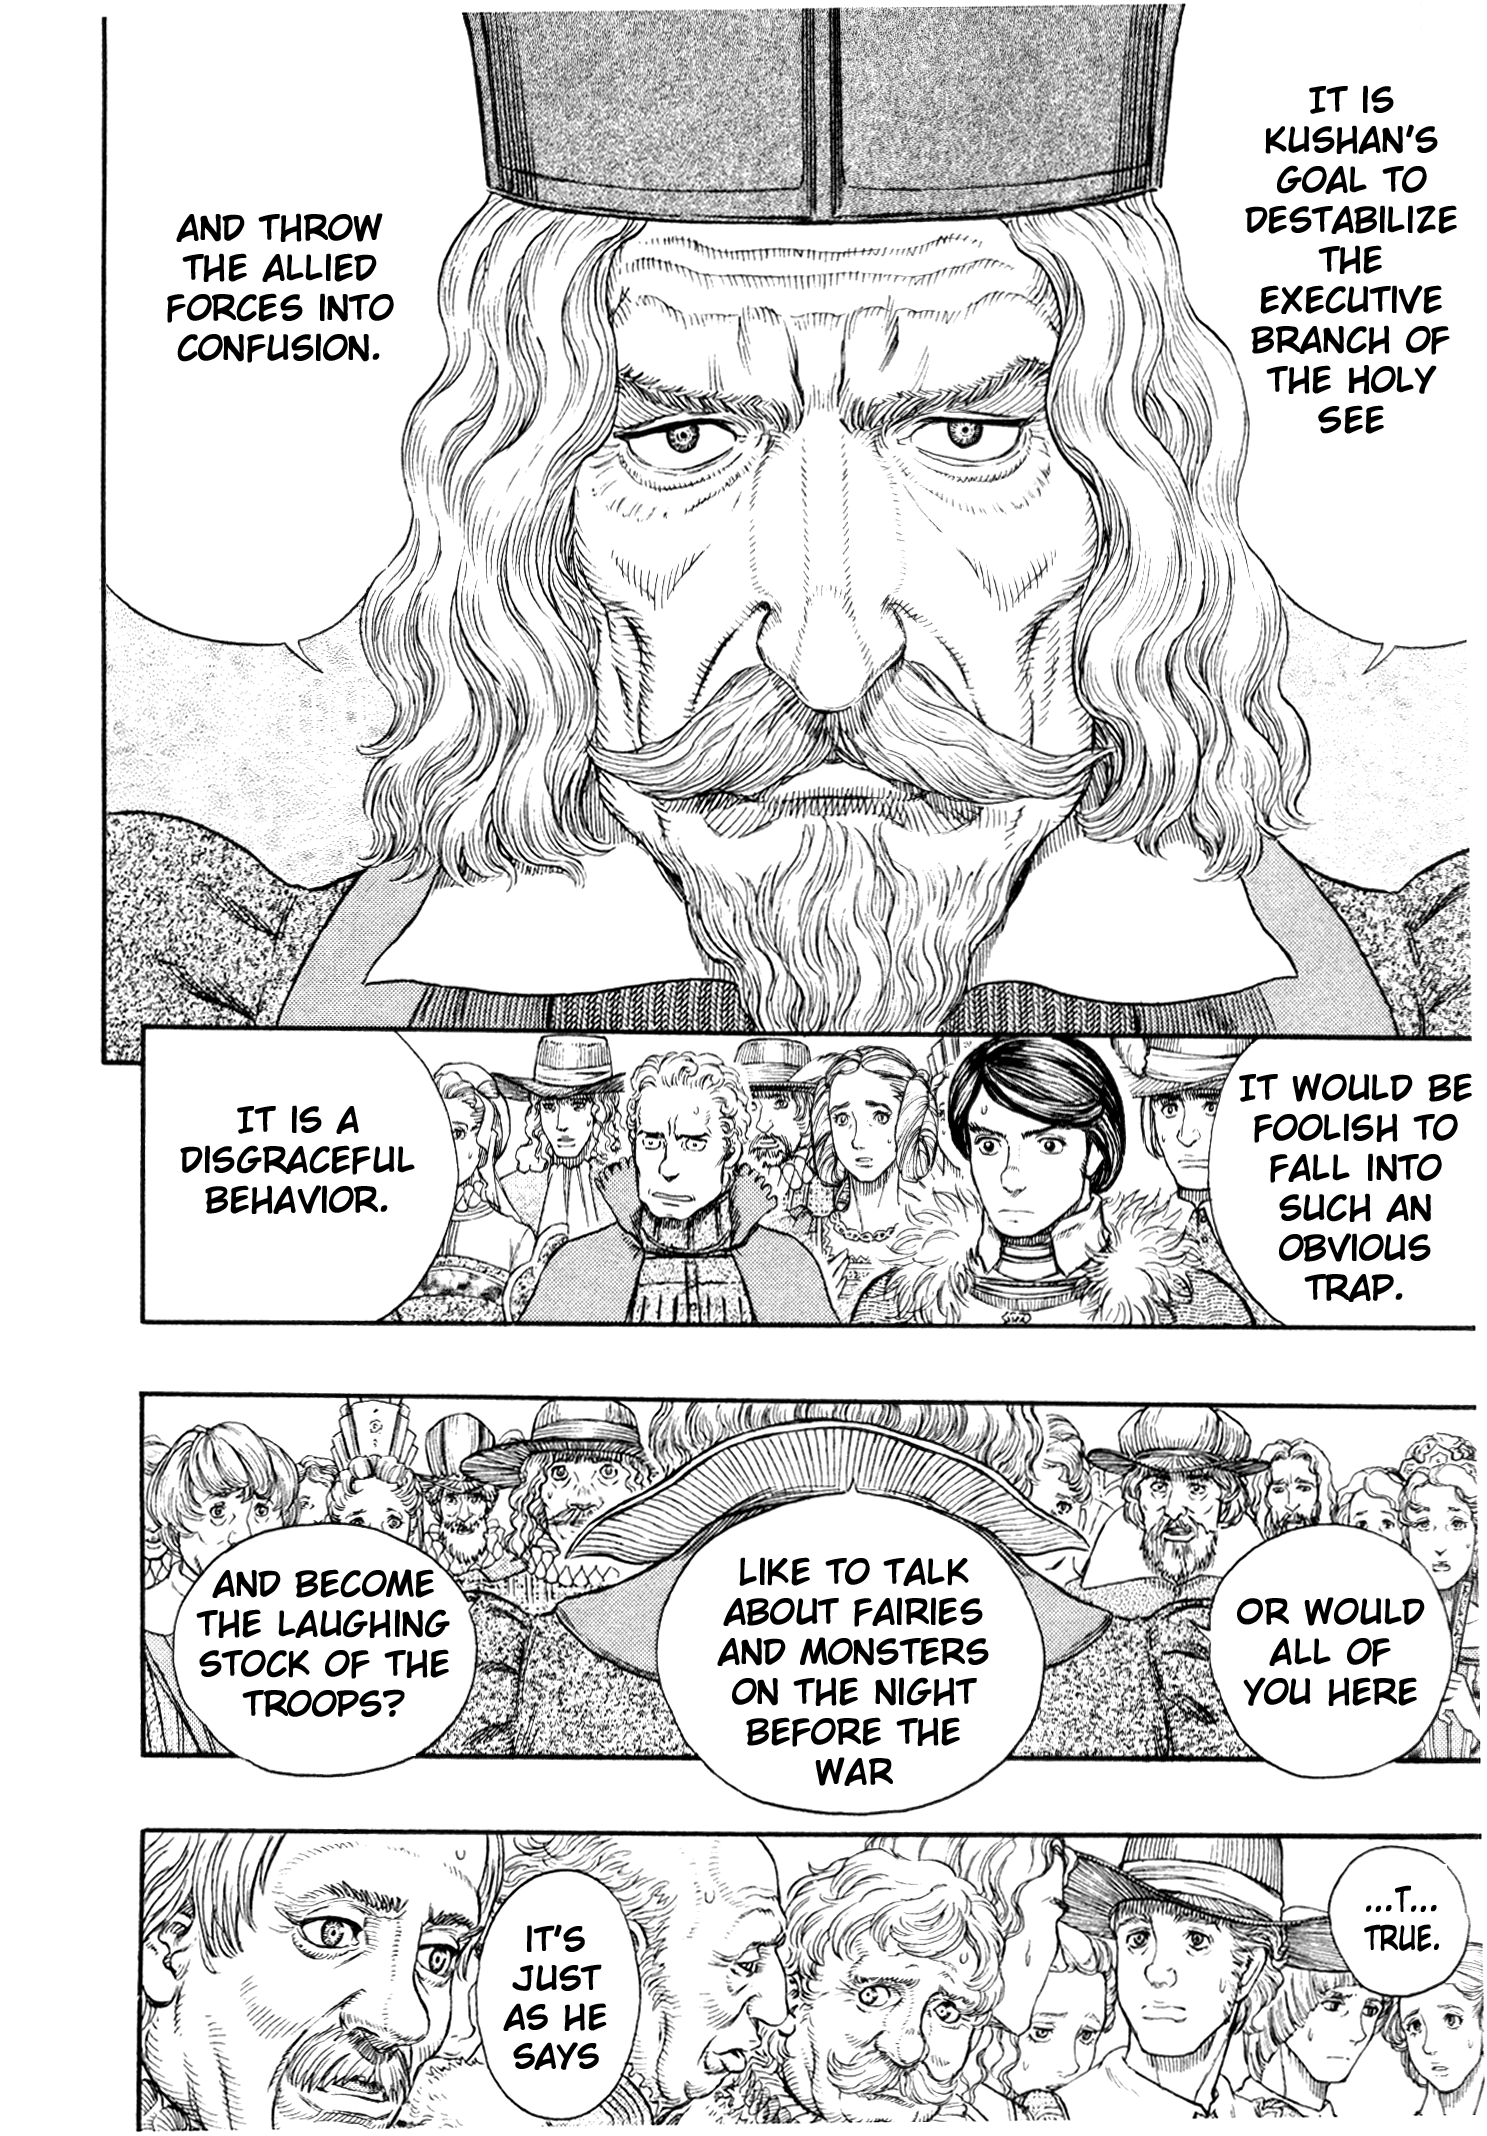 IT IS
KUSHAN'S
GOAL TO
DESTABILIZE
THE
EXECUTIVE
BRANCH OF
THE HOLY
SEE
AND THROW
THE ALLIED
FORCES INTO
CONFUSION.
IT WOULD BE
FOOLISH TO
FALL INTO
SUCH AN
OBVIOUS
TRAP.
IT IS A
DISGRACEFUL
BEHAVIOR.
OR WOULD
ALL OF
YOU HERE
LIKE TO TALK
ABOUT FAIRIES
AND MONSTERS
ON THE NIGHT
BEFORE THE
WAR
AND BECOME
THE LAUGHING
STOCK OF THE
TROOPS?
...T...
TRUE.
IT'S
JUST
AS HE
SAYS